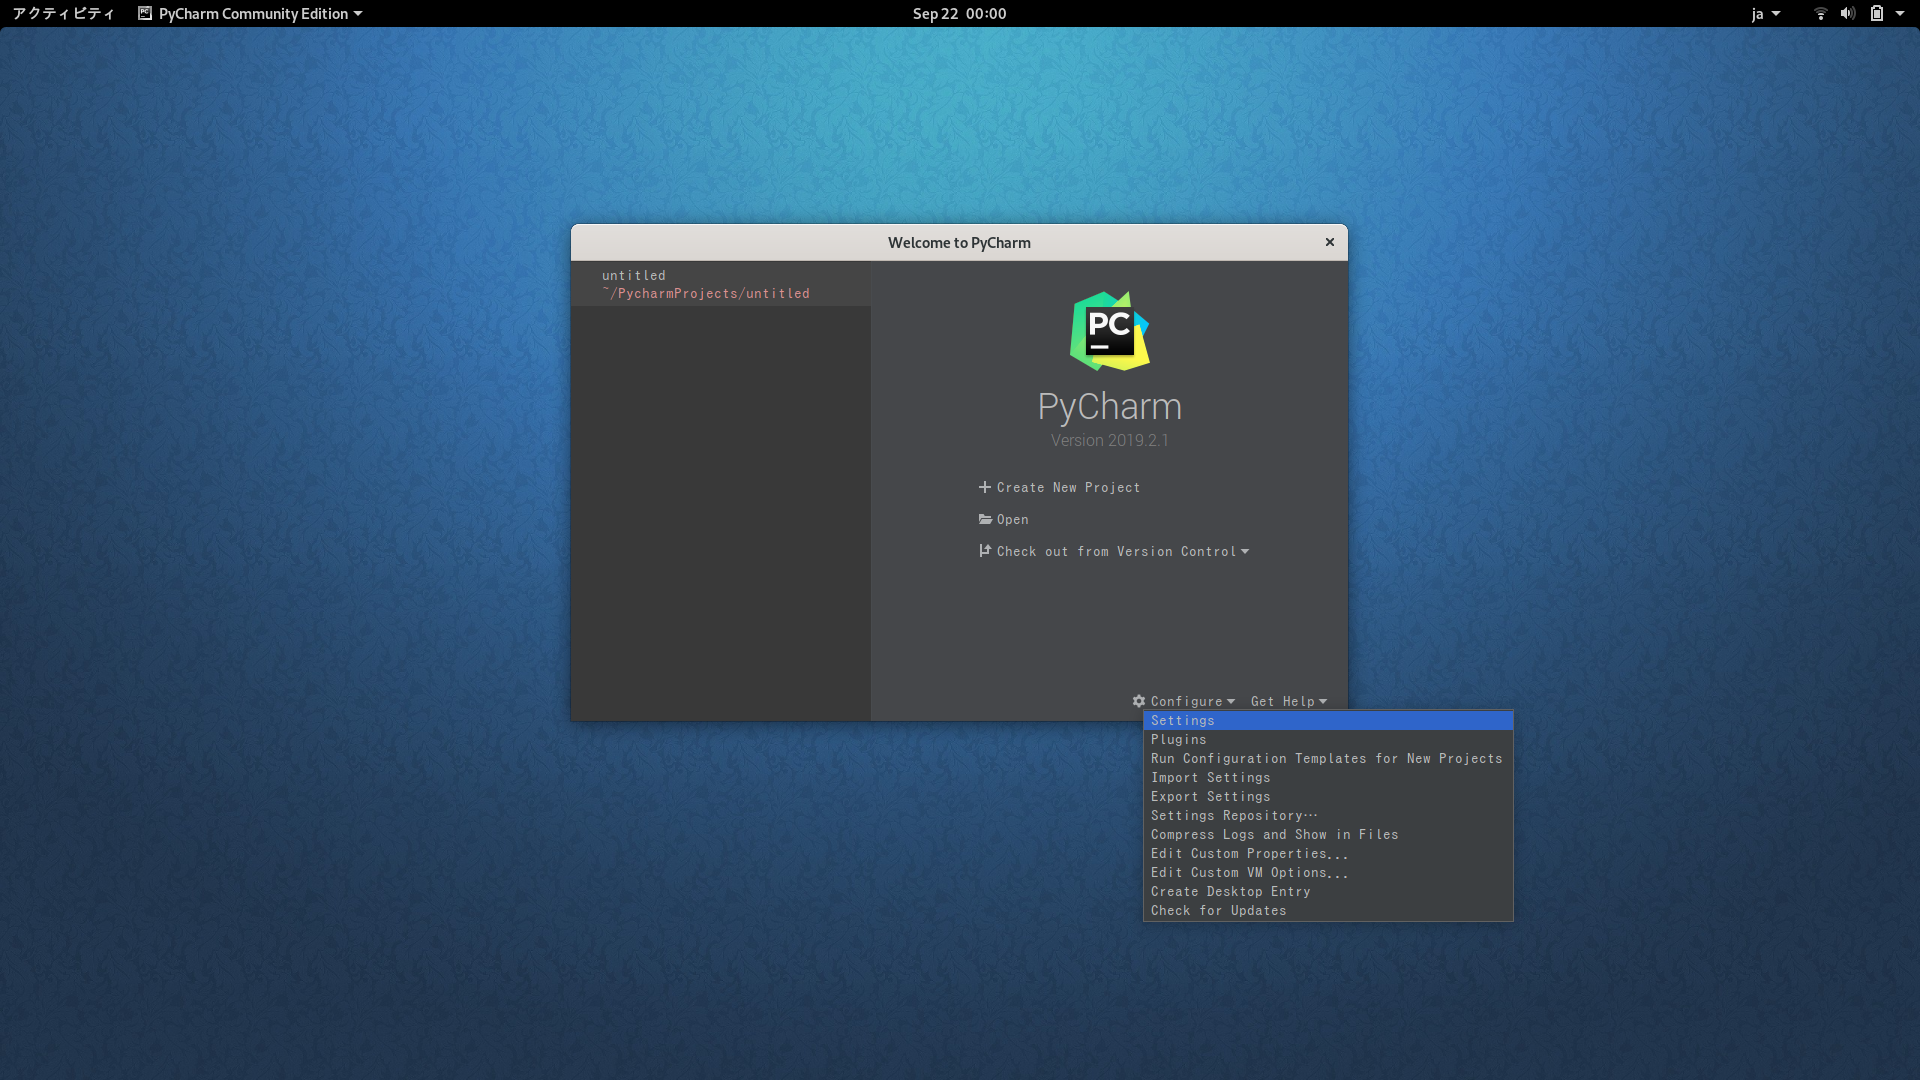 アクティビティ PyCharm Community Edition Sep 22 00:00 ja
Welcome to PyCharm
untitled
~/PycharmProjects/untitled
PC
PyCharm
Version 2019.2.1
Create New Project
Open
Check out from Version Control
Configure Get Help
Settings
Plugins
Run Configuration Templates for New Projects
Import Settings
Export Settings
Settings Repository…
Compress Logs and Show in Files
Edit Custom Properties...
Edit Custom VM Options...
Create Desktop Entry
Check for Updates